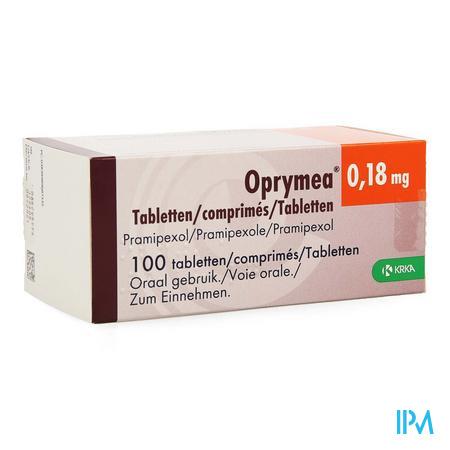 Oprymea® 0,18 mg
Tabletten/comprimés/Tabletten
Pramipexol/Pramipexole/Pramipexol
100 tabletten/comprimés/Tabletten
Oraal gebruik./Voie orale./
Zum Einnehmen.
KRKA
IPM